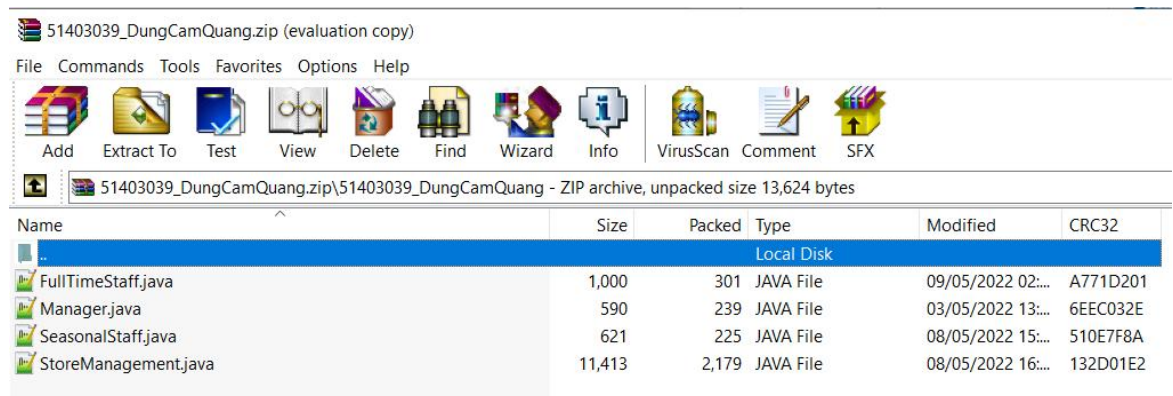 51403039_DungCamQuang.zip (evaluation copy)
File Commands Tools Favorites Options Help
Add Extract To Test View Delete Find Wizard Info VirusScan Comment SFX
51403039_DungCamQuang.zip\51403039_DungCamQuang - ZIP archive, unpacked size 13,624 bytes
Name Size Packed Type Modified CRC32
.. Local Disk
FullTimeStaff.java 1,000 301 JAVA File 09/05/2022 02:... A771D201
Manager.java 590 239 JAVA File 03/05/2022 13:... 6EEC032E
SeasonalStaff.java 621 225 JAVA File 08/05/2022 15:... 510E7F8A
StoreManagement.java 11,413 2,179 JAVA File 08/05/2022 16:... 132D01E2